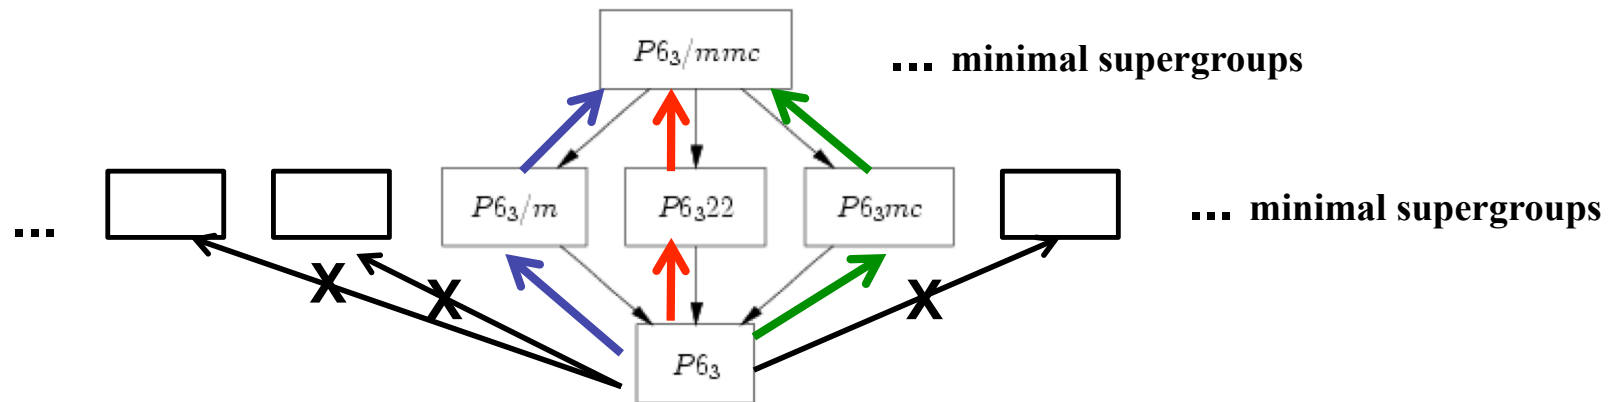 P6₃/mmc
... minimal supergroups
P6₃/m P6₃22 P6₃mc
... ... minimal supergroups
X X X
P6₃